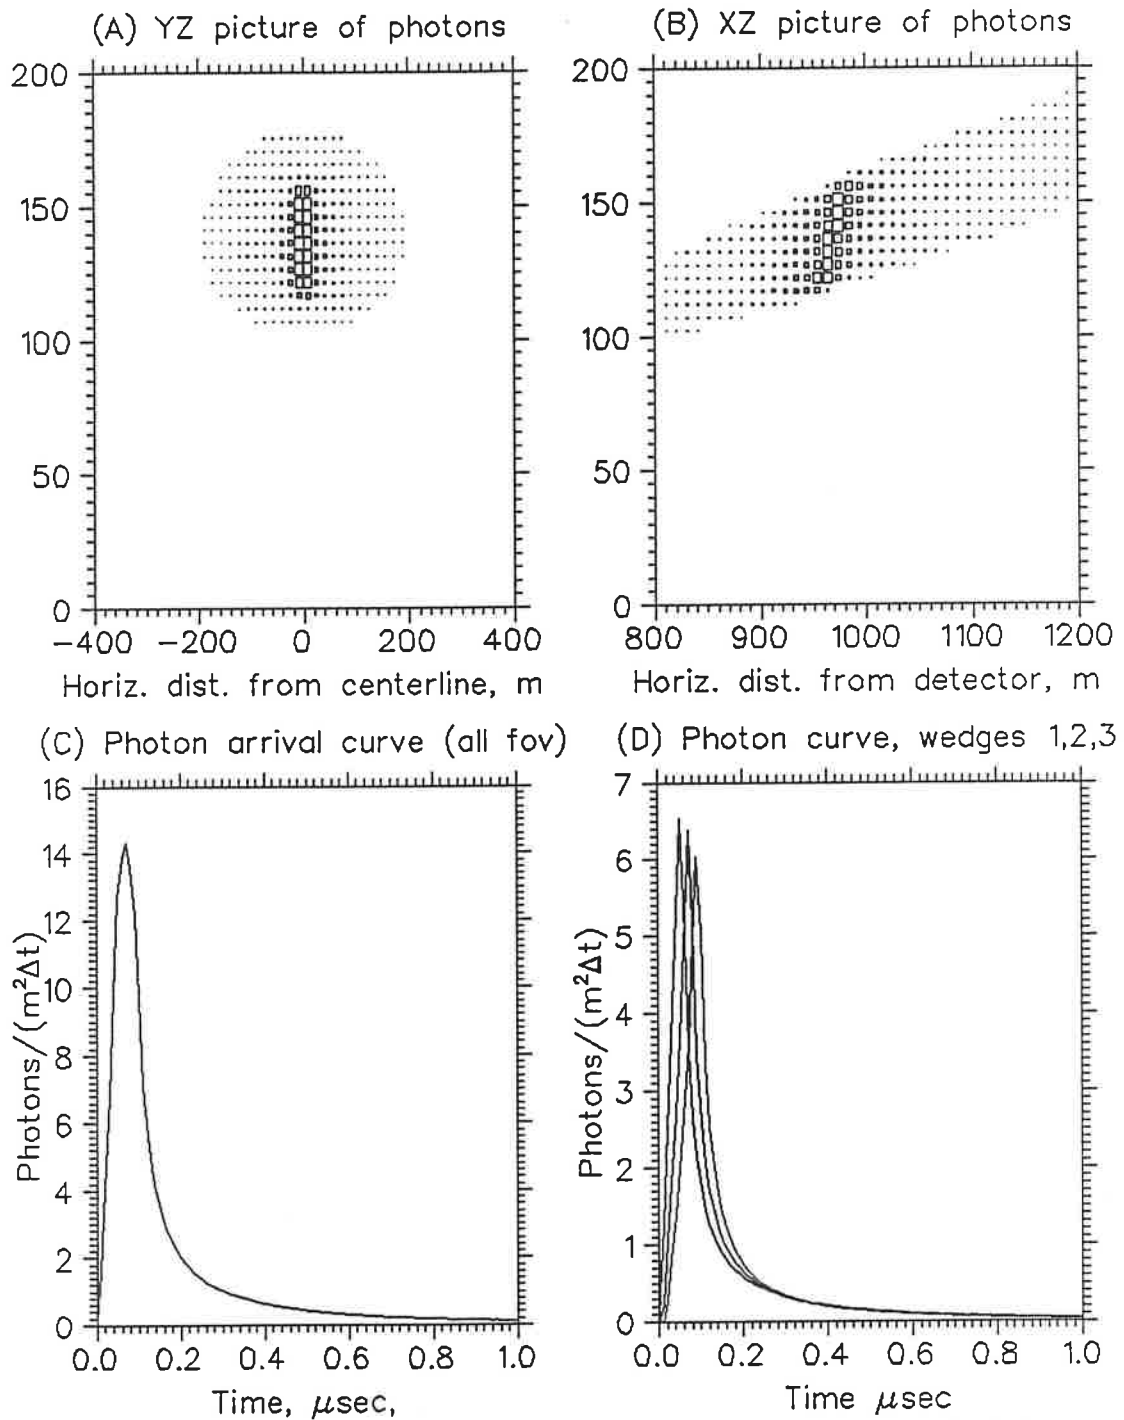 (A) YZ picture of photons
(B) XZ picture of photons
200
150
100
50
0
−400 −200 0 200 400
Horiz. dist. from centerline, m
200
150
100
50
0
800 900 1000 1100 1200
Horiz. dist. from detector, m
(C) Photon arrival curve (all fov)
(D) Photon curve, wedges 1,2,3
16
14
12
10
8
6
4
2
0
Photons/(m²Δt)
0.0 0.2 0.4 0.6 0.8 1.0
Time, μsec,
7
6
5
4
3
2
1
0
Photons/(m²Δt)
0.0 0.2 0.4 0.6 0.8 1.0
Time μsec